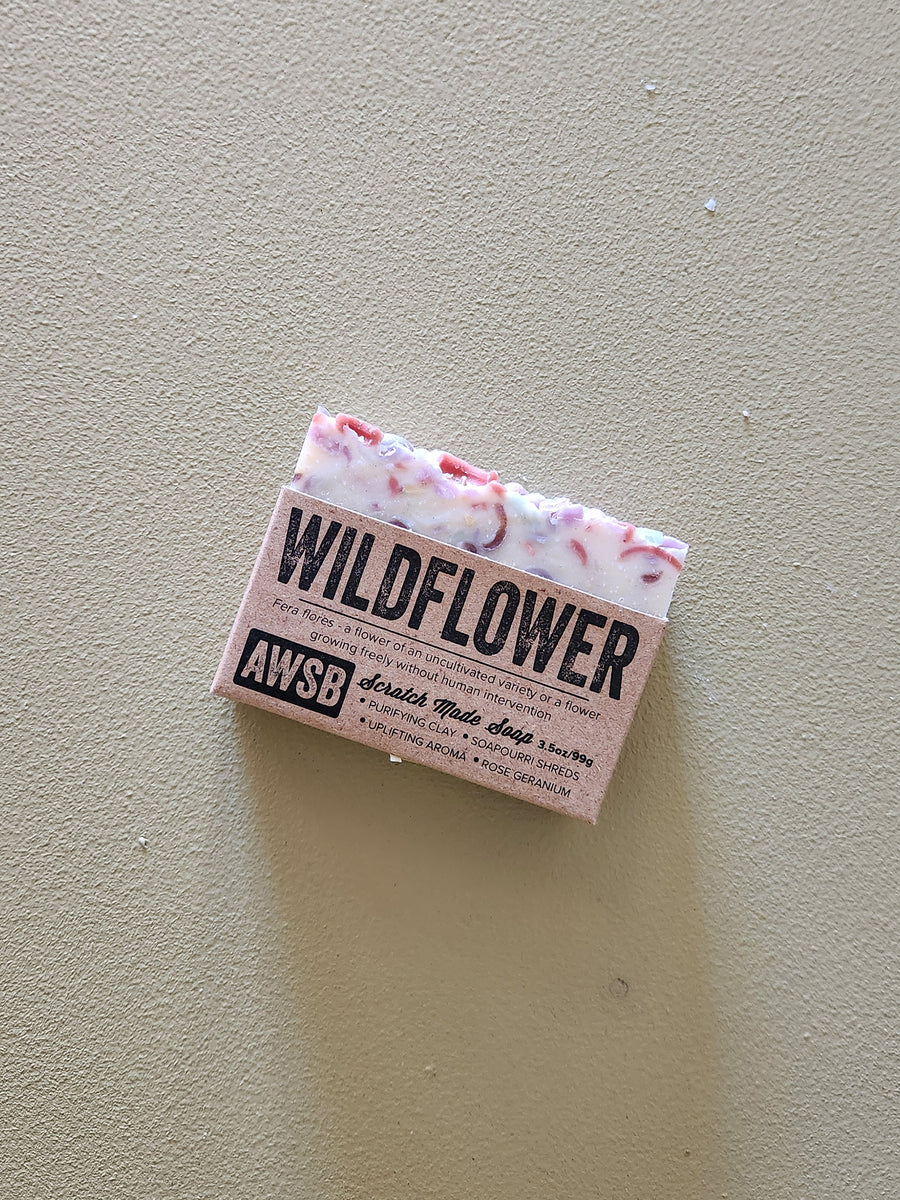 WILDFLOWER
Fera flores - a flower of an uncultivated variety or a flower
growing freely without human intervention
AWSB
Scratch Made Soap 3.5oz/99g
• PURIFYING CLAY • SOAPOURRI SHREDS
• UPLIFTING AROMA • ROSE GERANIUM